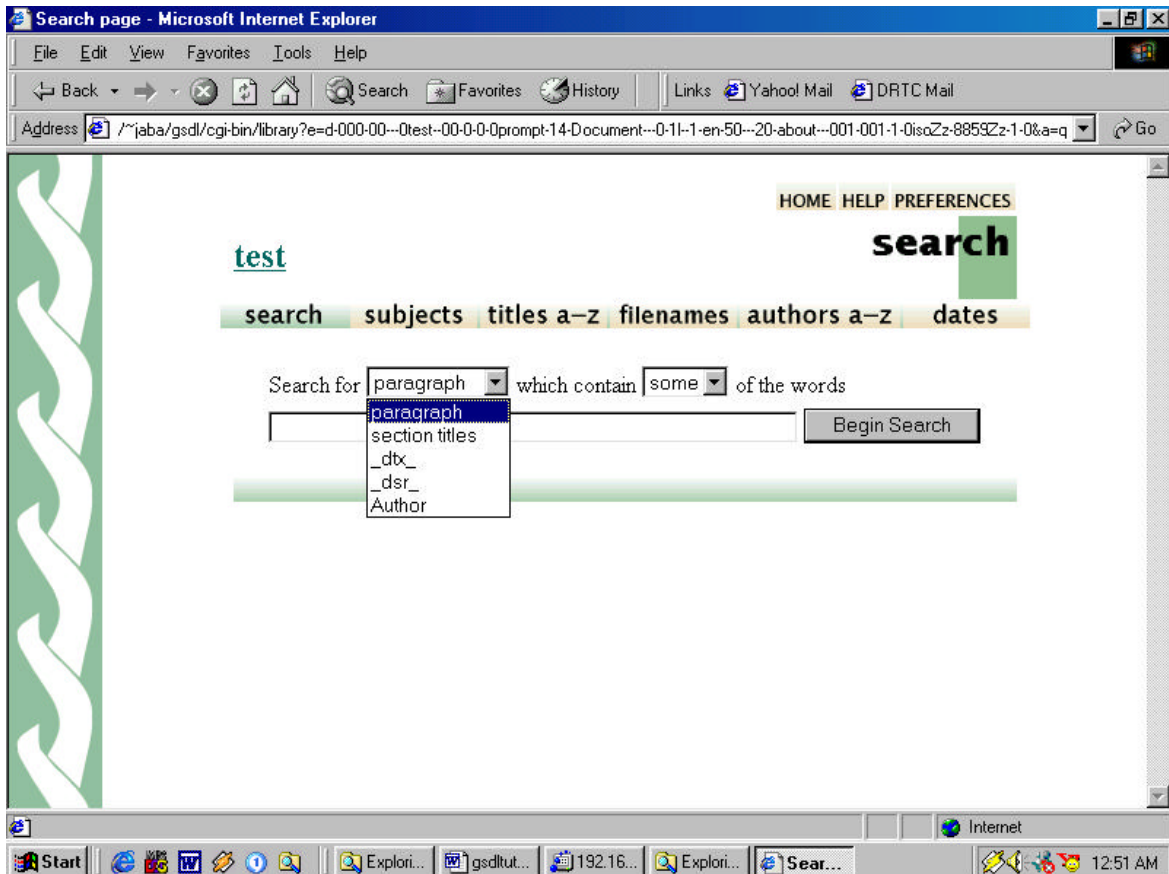 Search page - Microsoft Internet Explorer
File Edit View Favorites Tools Help
Back Search Favorites History Links Yahoo! Mail DRTC Mail
Address /~jaba/gsdl/cgi-bin/library?e=d-000-00---0test--00-0-0-0prompt-14-Document---0-1l--1-en-50---20-about---001-001-1-0isoZz-8859Zz-1-0&a=q Go
HOME HELP PREFERENCES
search
test
search subjects titles a–z filenames authors a–z dates
Search for paragraph which contain some of the words
paragraph
Begin Search
section titles
_dtx_
_dsr_
Author
Internet
Start Explori... gsdltut... 192.16... Explori... Sear... 12:51 AM